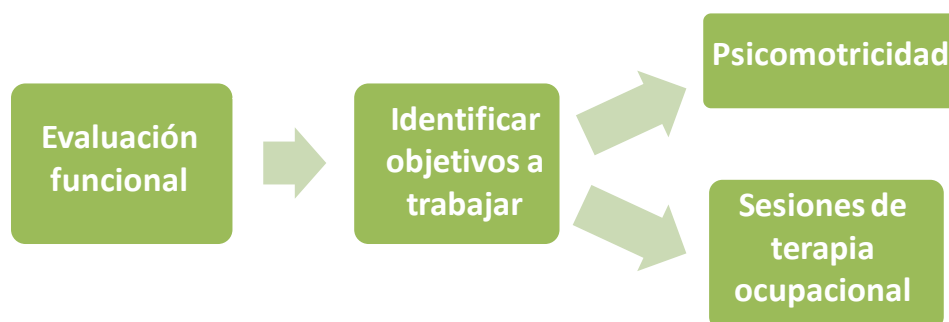 Evaluación
funcional
Identificar
objetivos a
trabajar
Psicomotricidad
Sesiones de
terapia
ocupacional